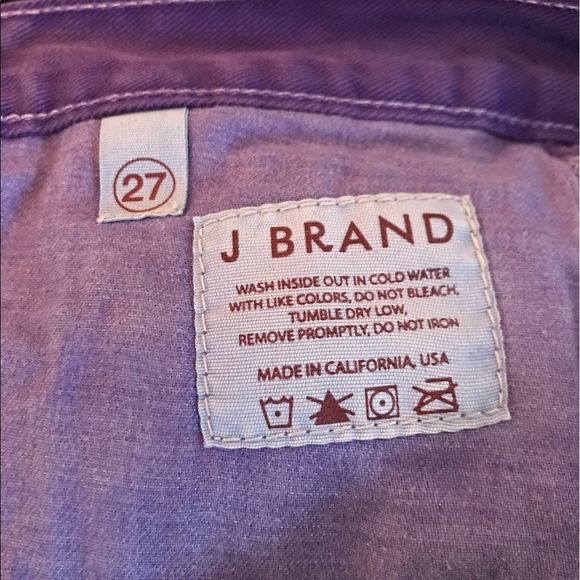 27
J BRAND
WASH INSIDE OUT IN COLD WATER
WITH LIKE COLORS, DO NOT BLEACH,
TUMBLE DRY LOW,
REMOVE PROMPTLY, DO NOT IRON
MADE IN CALIFORNIA, USA